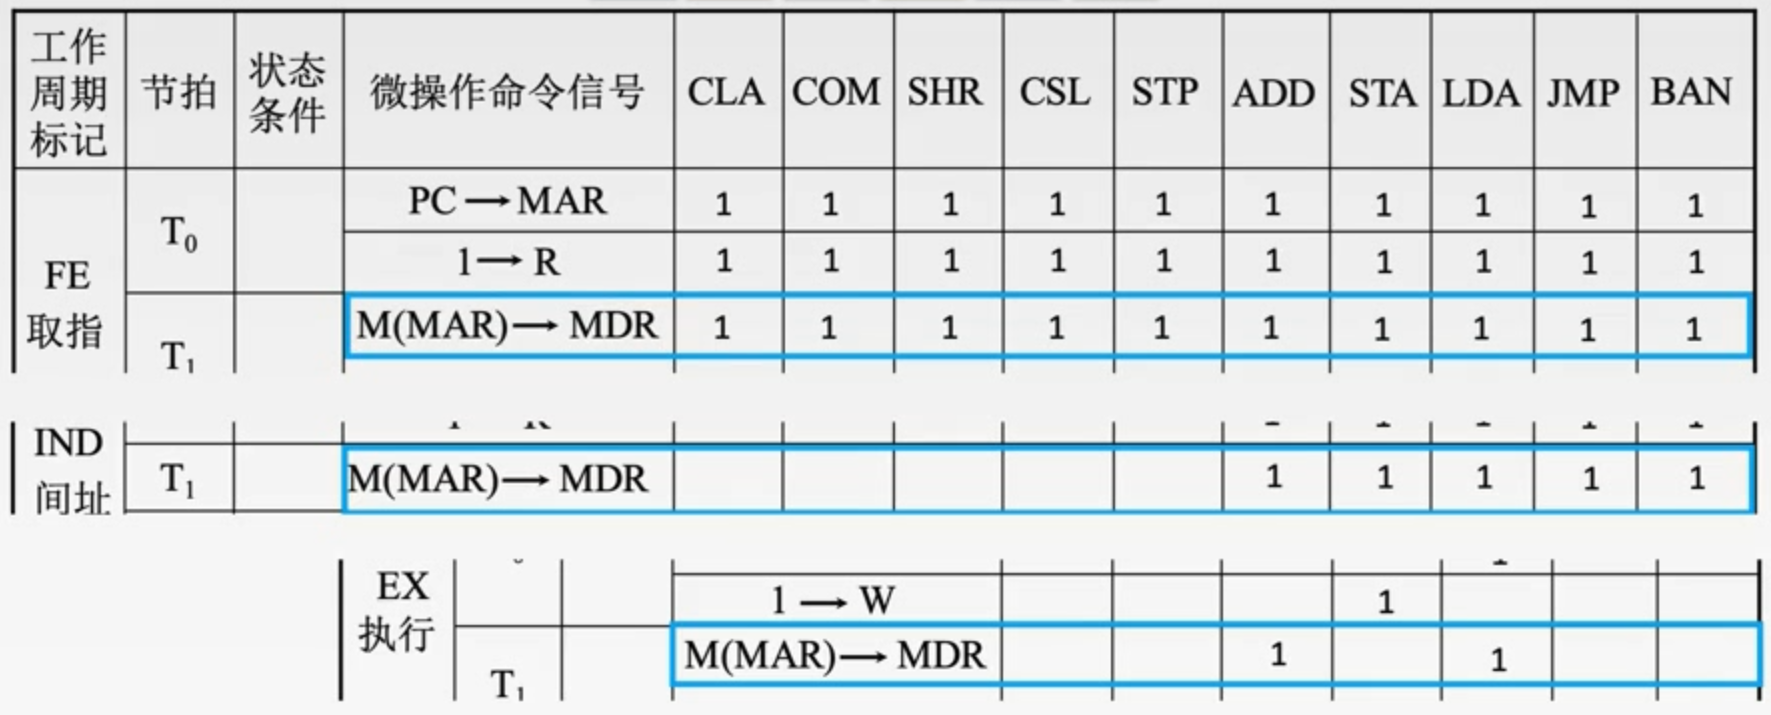 工作周期标记 节拍 状态条件 微操作命令信号 CLA COM SHR CSL STP ADD STA LDA JMP BAN
FE 取指 T0 PC→MAR 1 1 1 1 1 1 1 1 1 1
1→R 1 1 1 1 1 1 1 1 1 1
T1 M(MAR)→MDR 1 1 1 1 1 1 1 1 1 1
IND 间址 T1 M(MAR)→MDR 1 1 1 1 1
EX 执行 1→W 1
T1 M(MAR)→MDR 1 1